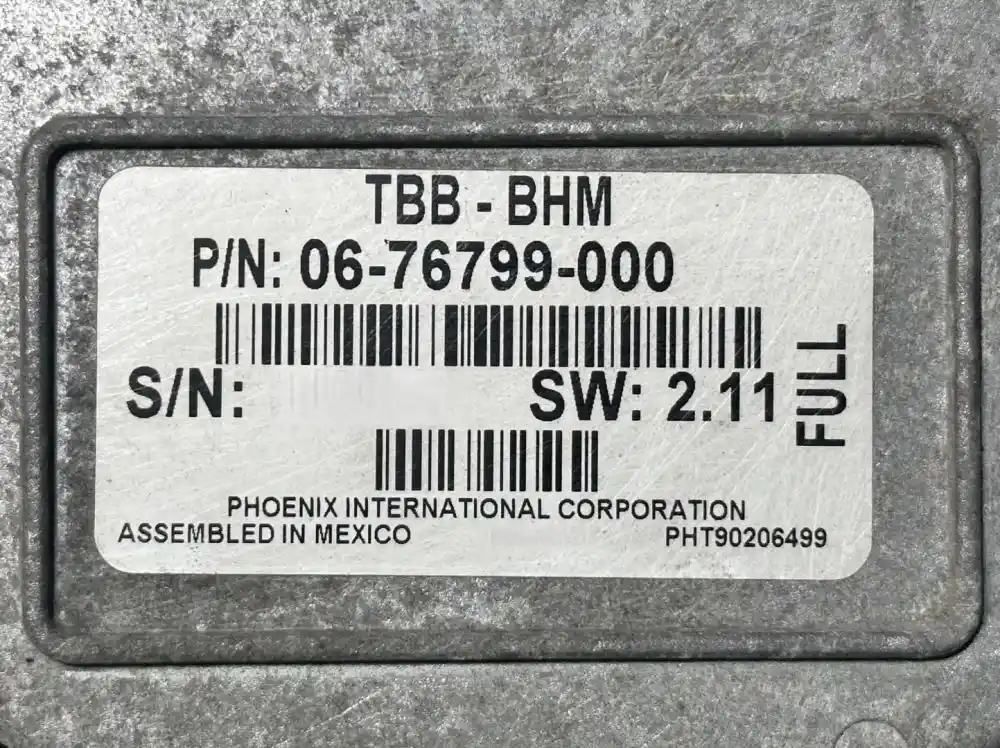 TBB - BHM
P/N: 06-76799-000
S/N: SW: 2.11
FULL
PHOENIX INTERNATIONAL CORPORATION
ASSEMBLED IN MEXICO PHT90206499